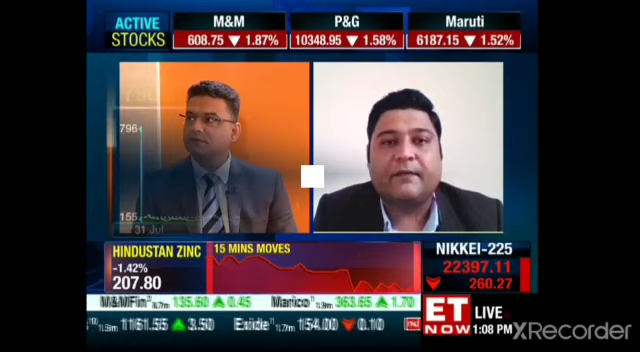 ACTIVE STOCKS
M&M P&G Maruti
608.75 ▼ 1.87% 10348.95 ▼ 1.58% 6187.15 ▼ 1.52%
796
155
31 Jul
HINDUSTAN ZINC
-1.42%
207.80
15 MINS MOVES
NIKKEI-225
22397.11
▼ 260.27
M&MFin 135.60 ▲ 0.45 Marico 363.65 ▲ 1.70
1161.55 ▲ 3.50 Exide 154.00 ▼ 0.10
ET NOW
LIVE
1:08 PM
XRecorder